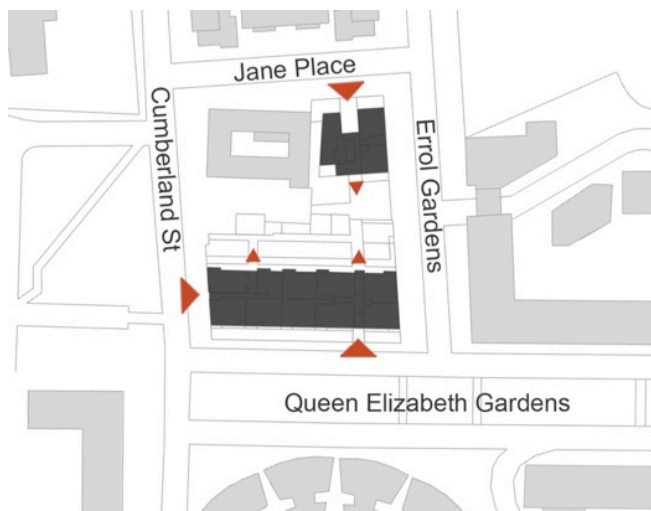 Jane Place
Cumberland St
Errol Gardens
Queen Elizabeth Gardens